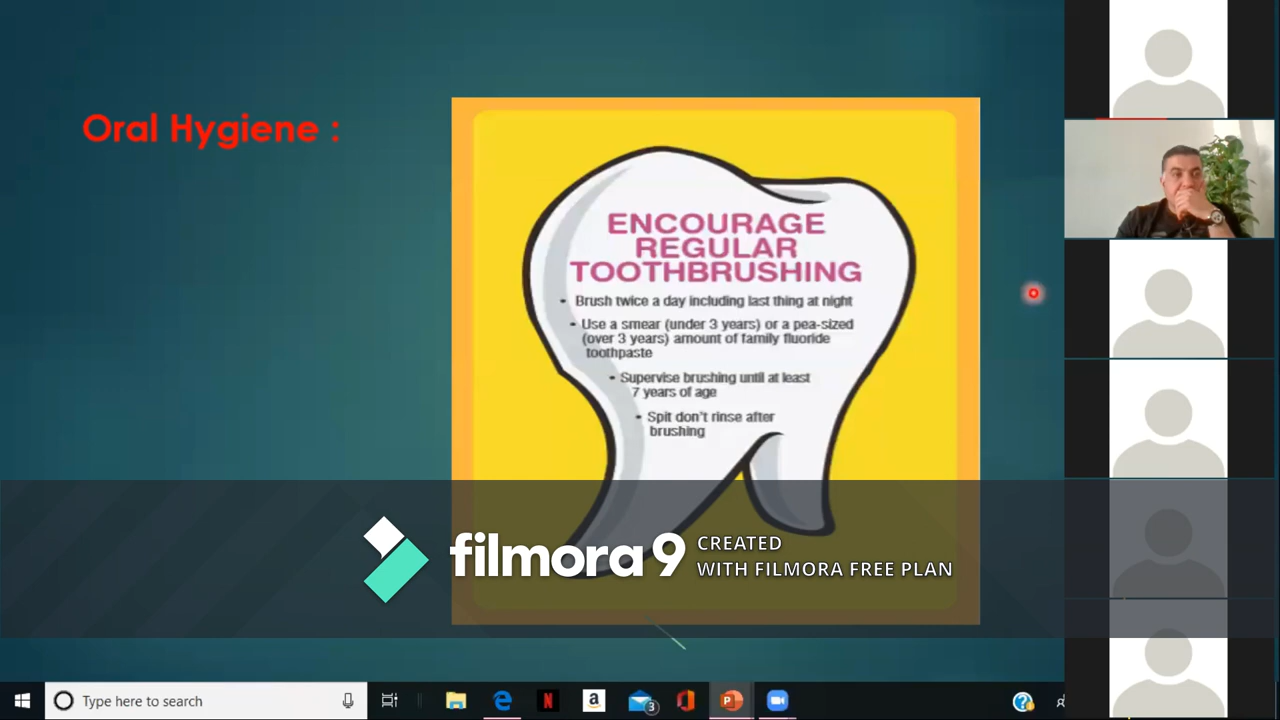 Oral Hygiene :
ENCOURAGE
REGULAR
TOOTHBRUSHING
• Brush twice a day including last thing at night
• Use a smear (under 3 years) or a pea-sized
(over 3 years) amount of family fluoride
toothpaste
• Supervise brushing until at least
7 years of age
• Spit don't rinse after
brushing
filmora 9
CREATED
WITH FILMORA FREE PLAN
Type here to search
3